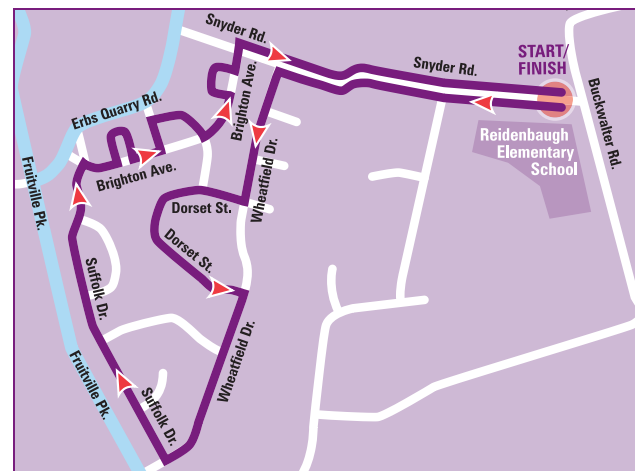 Snyder Rd.
Snyder Rd.
START/
FINISH
Buckwalter Rd.
Reidenbaugh
Elementary
School
Erbs Quarry Rd.
Brighton Ave.
Brighton Ave.
Fruitville Pk.
Wheatfield Dr.
Dorset St.
Dorset St.
Suffolk Dr.
Wheatfield Dr.
Fruitville Pk.
Suffolk Dr.